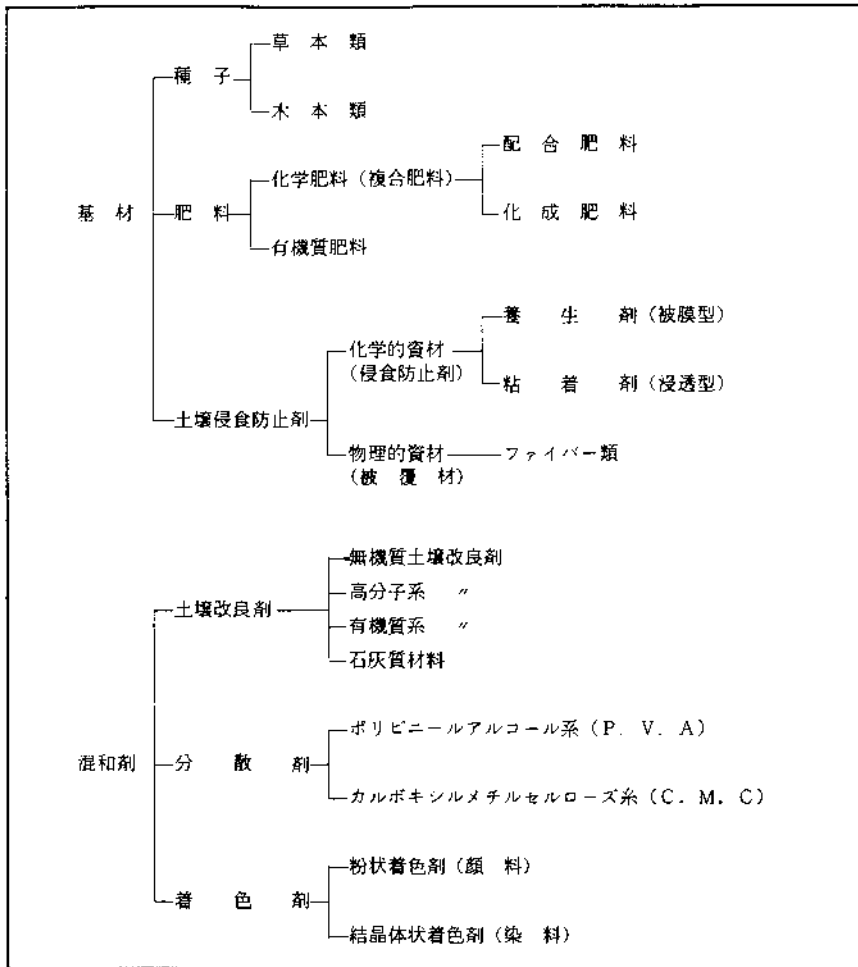 草本類
種子
木本類
配合肥料
化学肥料（複合肥料）
基材
肥料
化成肥料
有機質肥料
養生剤（被膜型）
化学的資材
（侵食防止剤）
粘着剤（浸透型）
土壌侵食防止剤
物理的資材
ファイバー類
（被覆材）
無機質土壌改良剤
高分子系 〃
土壌改良剤
有機質系 〃
石灰質材料
ポリビニールアルコール系（P．V．A）
混和剤
分散剤
カルボキシルメチルセルローズ糸（C．M．C）
粉状着色剤（顔料）
着色剤
結晶体状着色剤（染料）